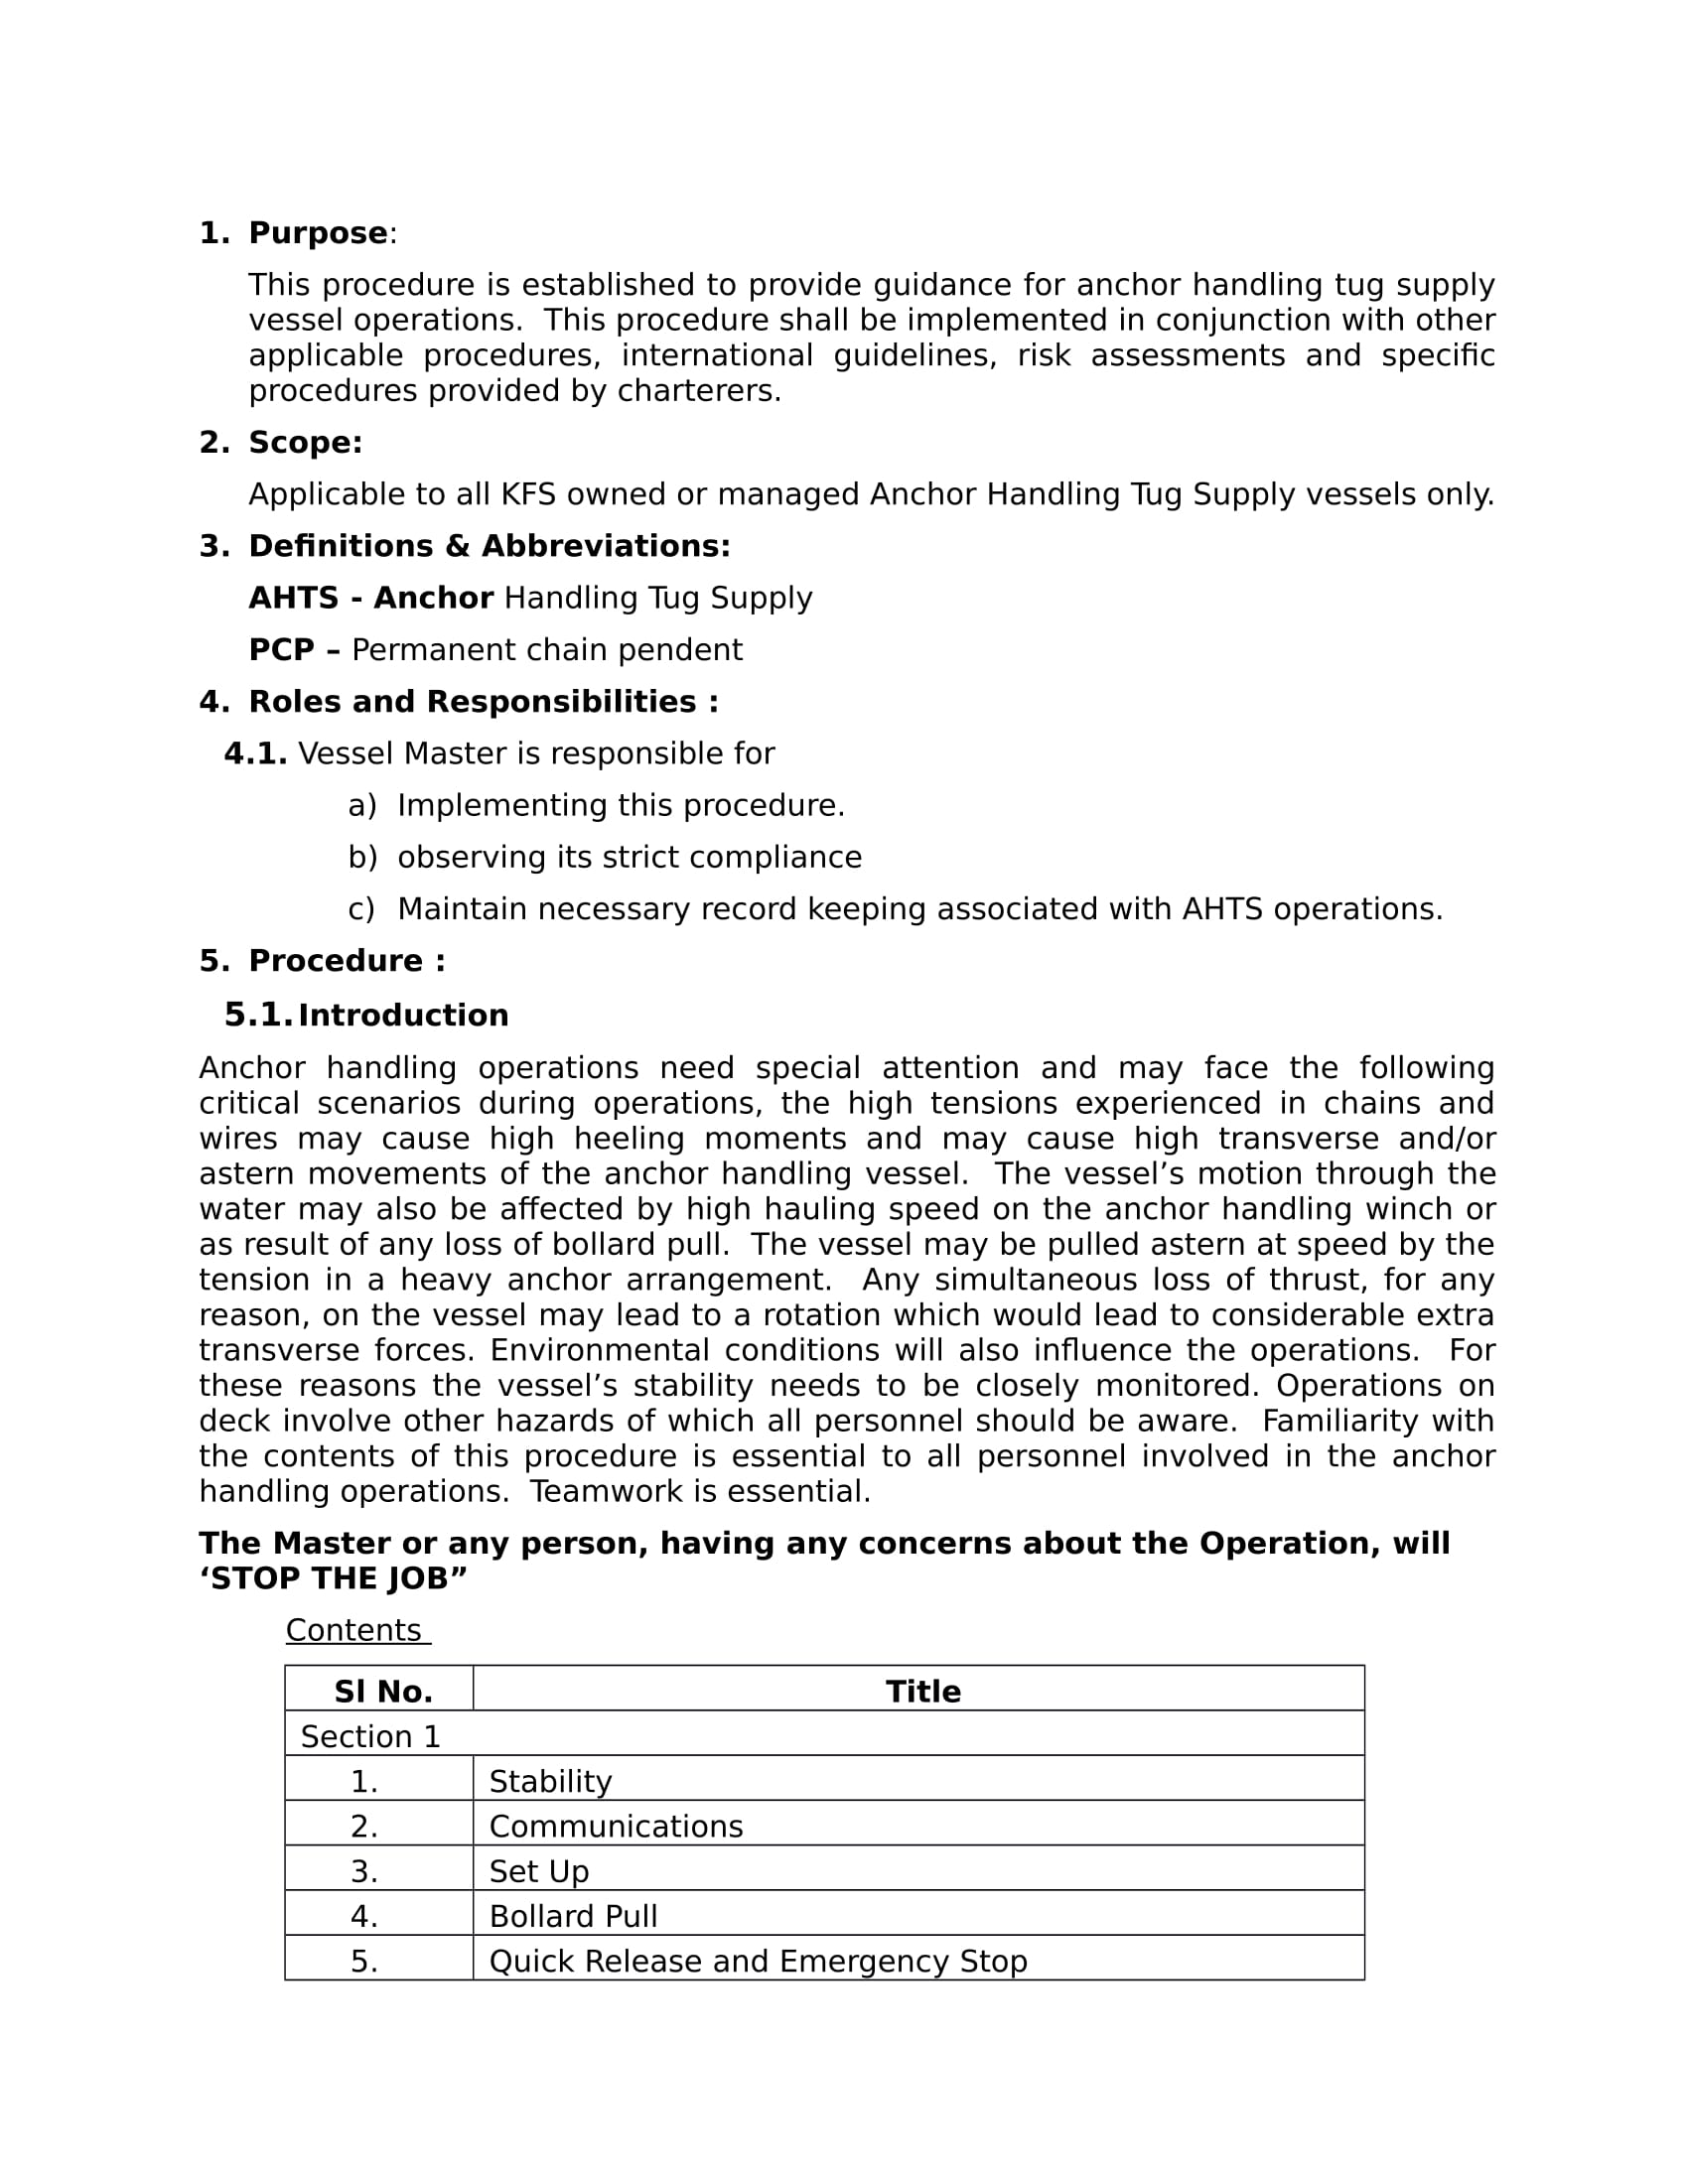 1. Purpose:
This procedure is established to provide guidance for anchor handling tug supply
vessel operations.  This procedure shall be implemented in conjunction with other
applicable procedures, international guidelines, risk assessments and specific
procedures provided by charterers.
2. Scope:
Applicable to all KFS owned or managed Anchor Handling Tug Supply vessels only.
3. Definitions & Abbreviations:
AHTS - Anchor Handling Tug Supply
PCP – Permanent chain pendent
4. Roles and Responsibilities :
4.1. Vessel Master is responsible for
a) Implementing this procedure.
b) observing its strict compliance
c) Maintain necessary record keeping associated with AHTS operations.
5. Procedure :
5.1. Introduction
Anchor handling operations need special attention and may face the following
critical scenarios during operations, the high tensions experienced in chains and
wires may cause high heeling moments and may cause high transverse and/or
astern movements of the anchor handling vessel.  The vessel’s motion through the
water may also be affected by high hauling speed on the anchor handling winch or
as result of any loss of bollard pull.  The vessel may be pulled astern at speed by the
tension in a heavy anchor arrangement.  Any simultaneous loss of thrust, for any
reason, on the vessel may lead to a rotation which would lead to considerable extra
transverse forces. Environmental conditions will also influence the operations.  For
these reasons the vessel’s stability needs to be closely monitored. Operations on
deck involve other hazards of which all personnel should be aware.  Familiarity with
the contents of this procedure is essential to all personnel involved in the anchor
handling operations.  Teamwork is essential.
The Master or any person, having any concerns about the Operation, will
‘STOP THE JOB”
Contents
Sl No. Title
Section 1
1. Stability
2. Communications
3. Set Up
4. Bollard Pull
5. Quick Release and Emergency Stop